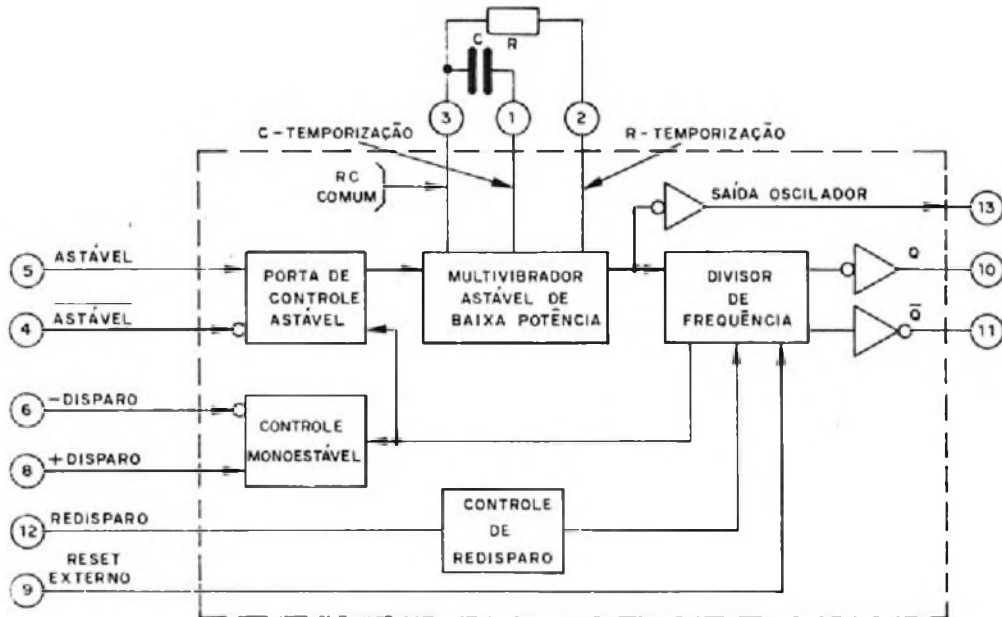 C
R
3
1
2
C-TEMPORIZAÇÃO
R-TEMPORIZAÇÃO
RC
COMUM
SAÍDA OSCILADOR
13
5
ASTÁVEL
PORTA DE
CONTROLE
ASTÁVEL
MULTIVIBRADOR
ASTÁVEL DE
BAIXA POTÊNCIA
DIVISOR
DE
FREQUÊNCIA
Q
10
4
ASTÁVEL
Q̅
11
6
-DISPARO
CONTROLE
MONOESTÁVEL
8
+DISPARO
12
REDISPARO
CONTROLE
DE
REDISPARO
RESET
EXTERNO
9